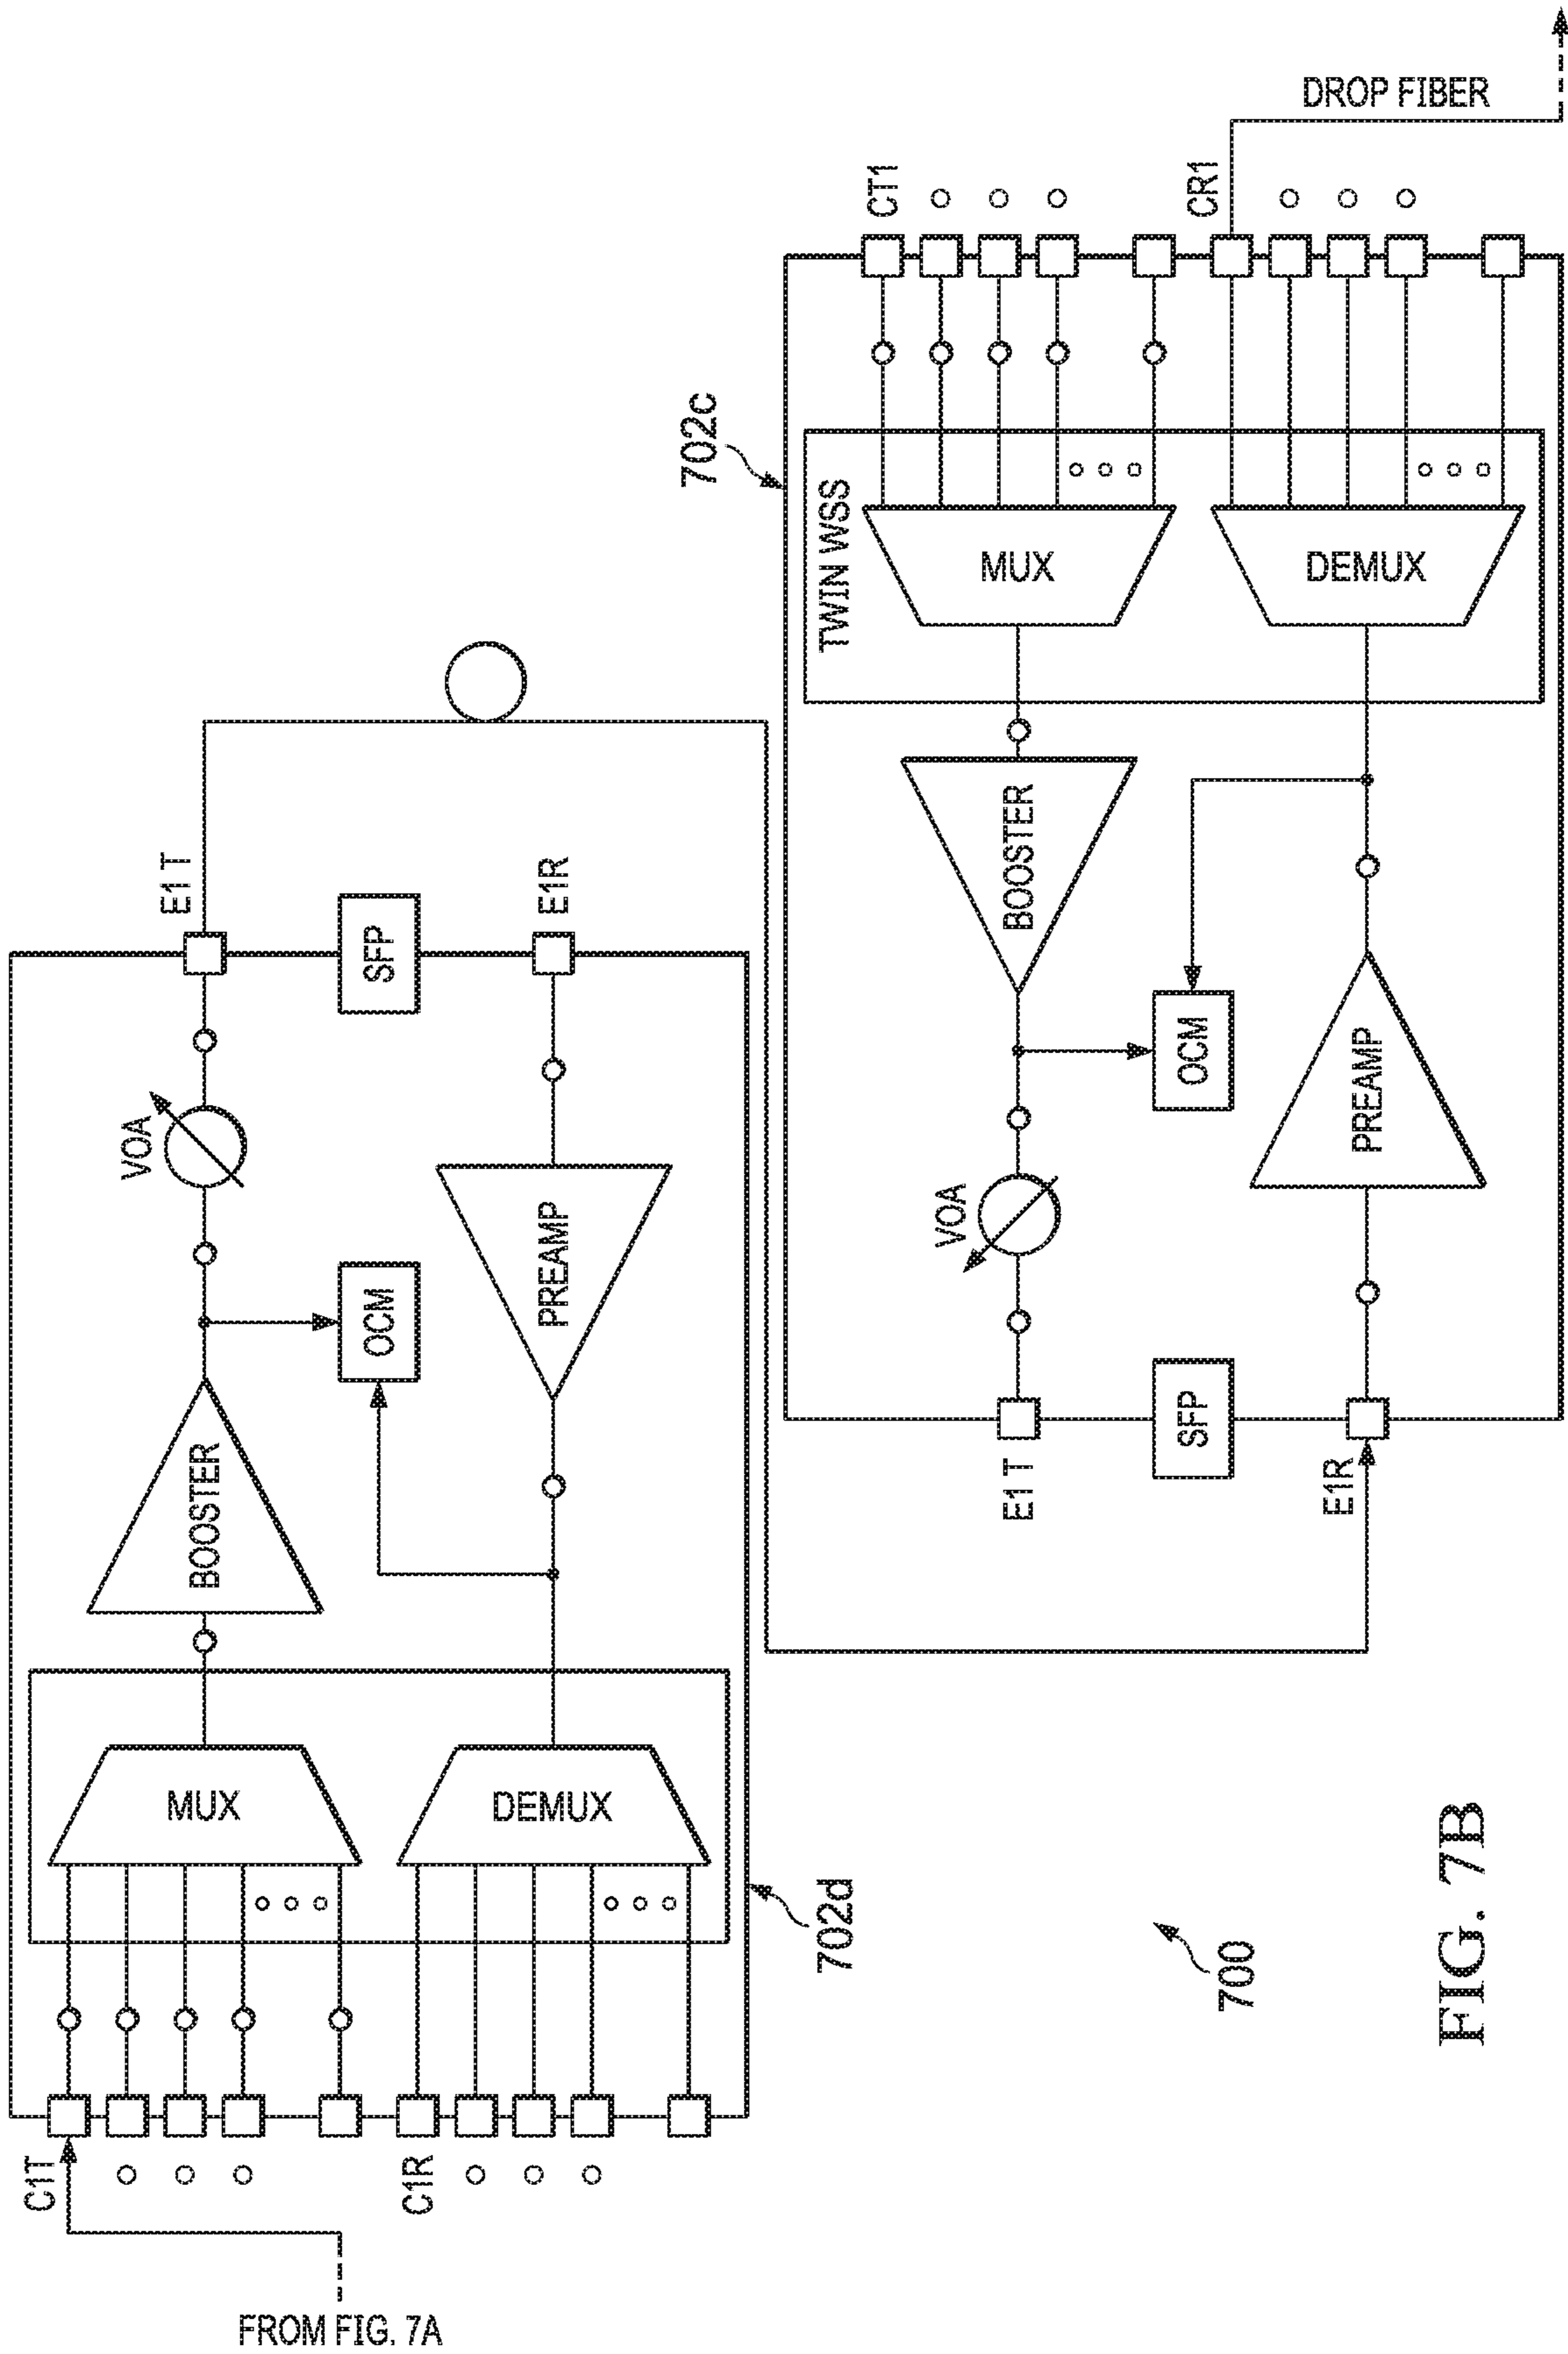 FROM FIG. 7A
C1T
C1R
MUX
DEMUX
702d
BOOSTER
OCM
PREAMP
VOA
SFP
E1 T
E1R
702c
E1 T
SFP
E1R
VOA
OCM
PREAMP
BOOSTER
TWIN WSS
MUX
DEMUX
CT1
CR1
DROP FIBER
700
FIG. 7B